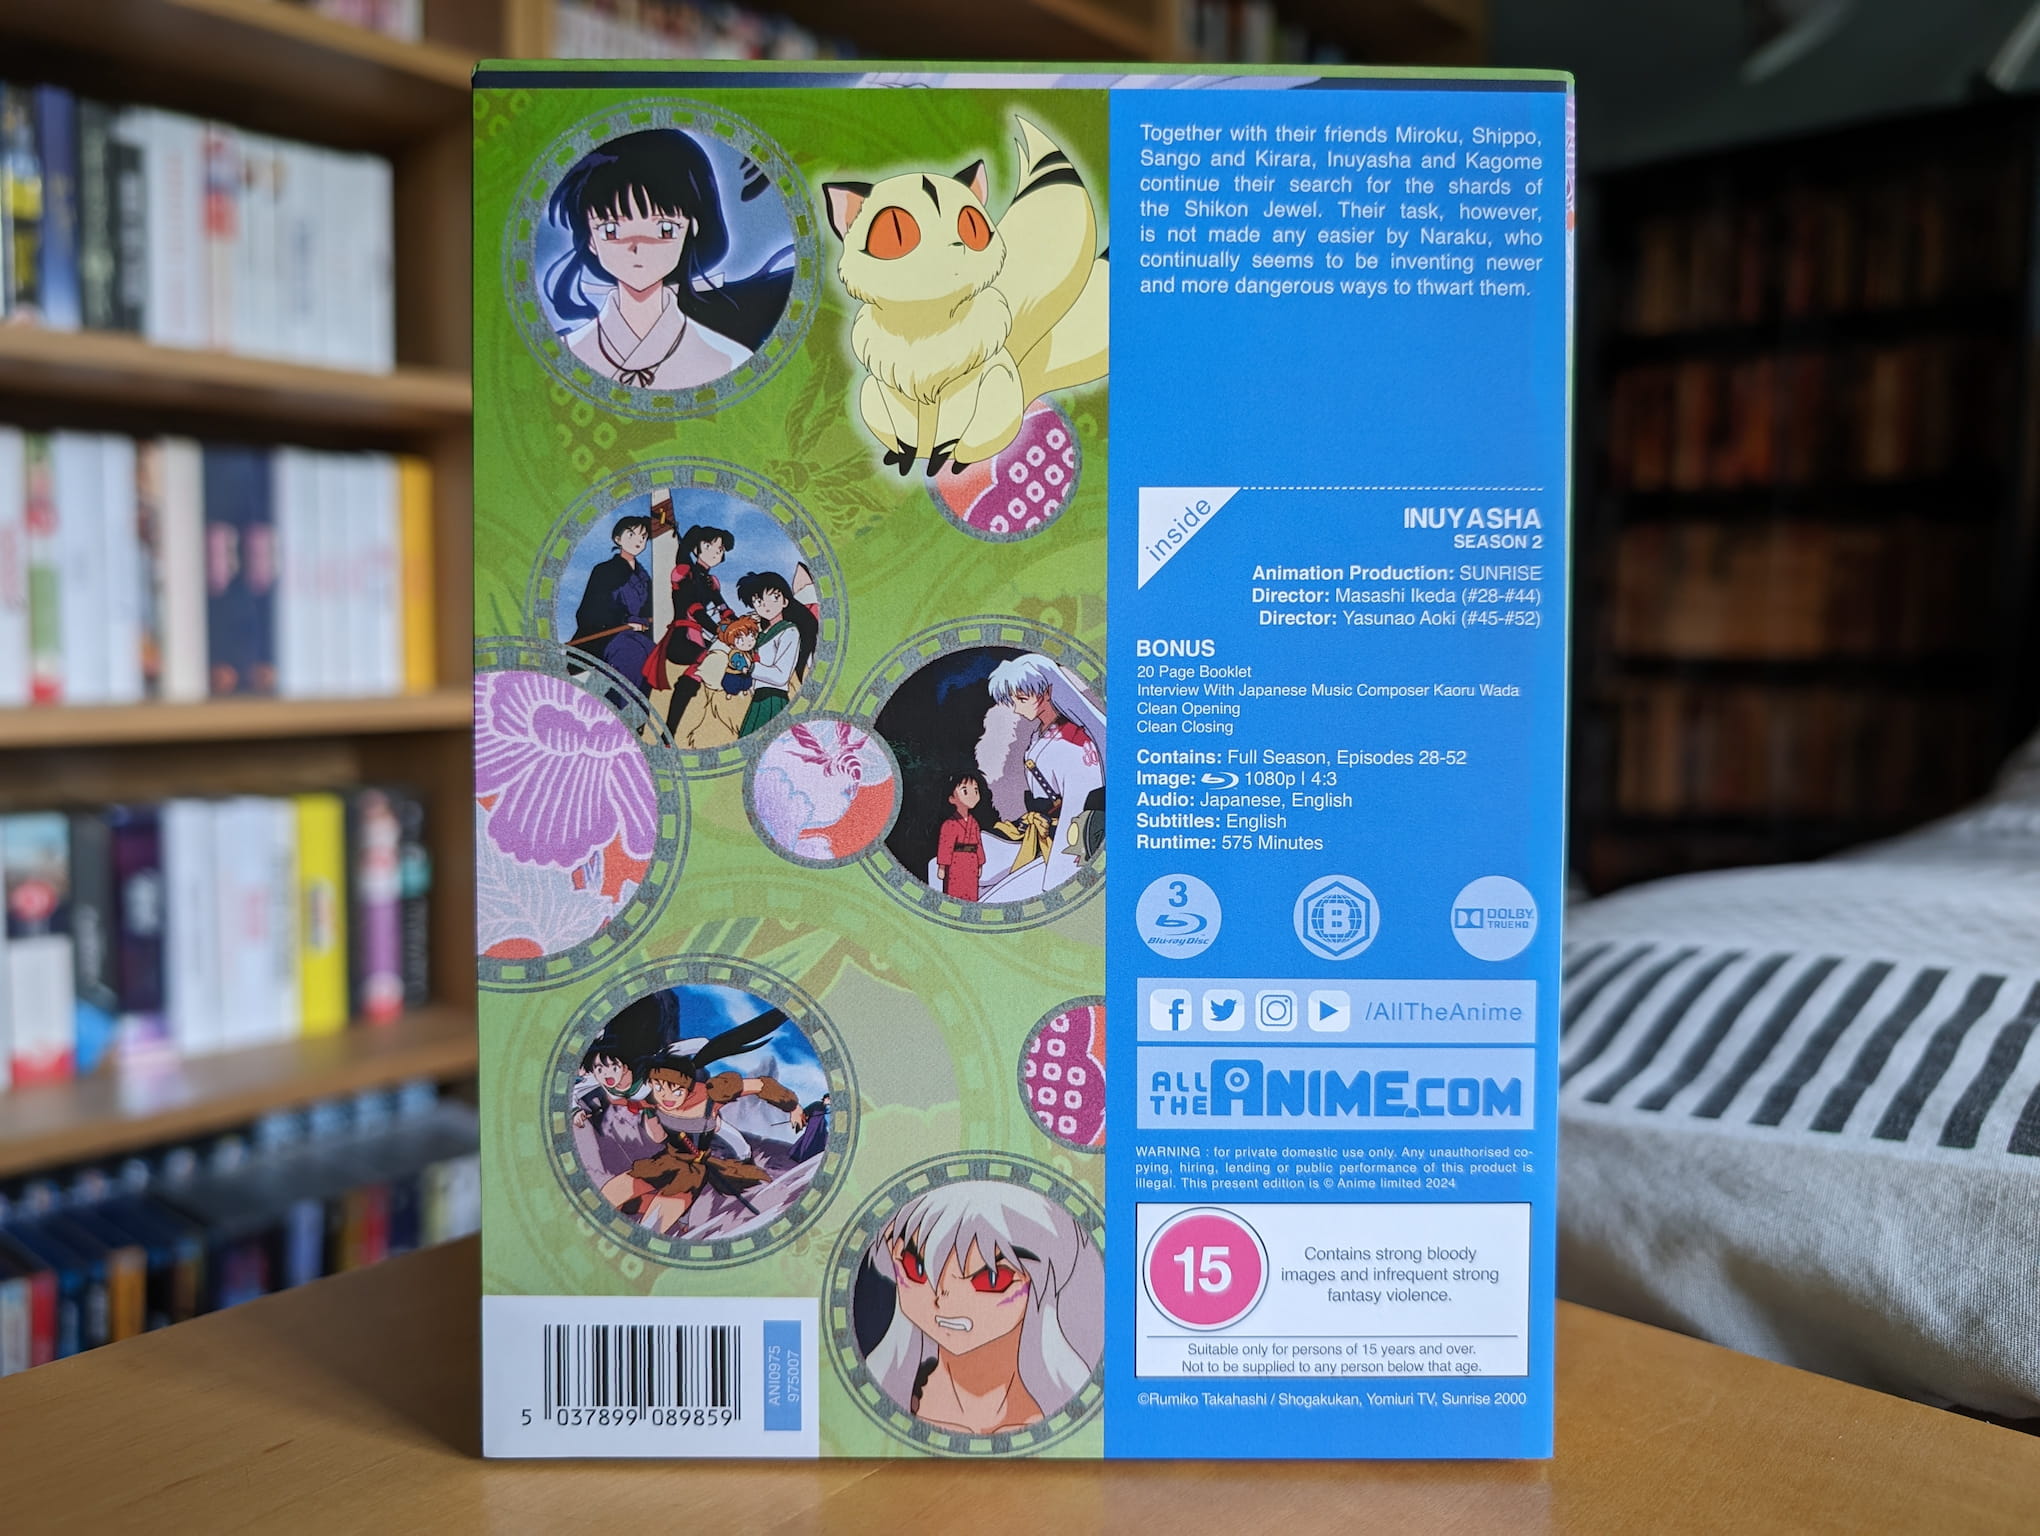 Together with their friends Miroku, Shippo,
Sango and Kirara, Inuyasha and Kagome
continue their search for the shards of
the Shikon Jewel. Their task, however,
is not made any easier by Naraku, who
continually seems to be inventing newer
and more dangerous ways to thwart them.
inside
INUYASHA
SEASON 2
Animation Production: SUNRISE
Director: Masashi Ikeda (#28-#44)
Director: Yasunao Aoki (#45-#52)
BONUS
20 Page Booklet
Interview With Japanese Music Composer Kaoru Wada
Clean Opening
Clean Closing
Contains: Full Season, Episodes 28-52
Image: 1080p | 4:3
Audio: Japanese, English
Subtitles: English
Runtime: 575 Minutes
3
Blu-ray Disc
B
DOLBY
TRUEHD
/AllTheAnime
ALL THE ANIME.COM
WARNING : for private domestic use only. Any unauthorised co-
pying, hiring, lending or public performance of this product is
illegal. This present edition is © Anime limited 2024
15
Contains strong bloody
images and infrequent strong
fantasy violence.
Suitable only for persons of 15 years and over.
Not to be supplied to any person below that age.
©Rumiko Takahashi / Shogakukan, Yomiuri TV, Sunrise 2000
5 037899 089859
ANI0975
975007